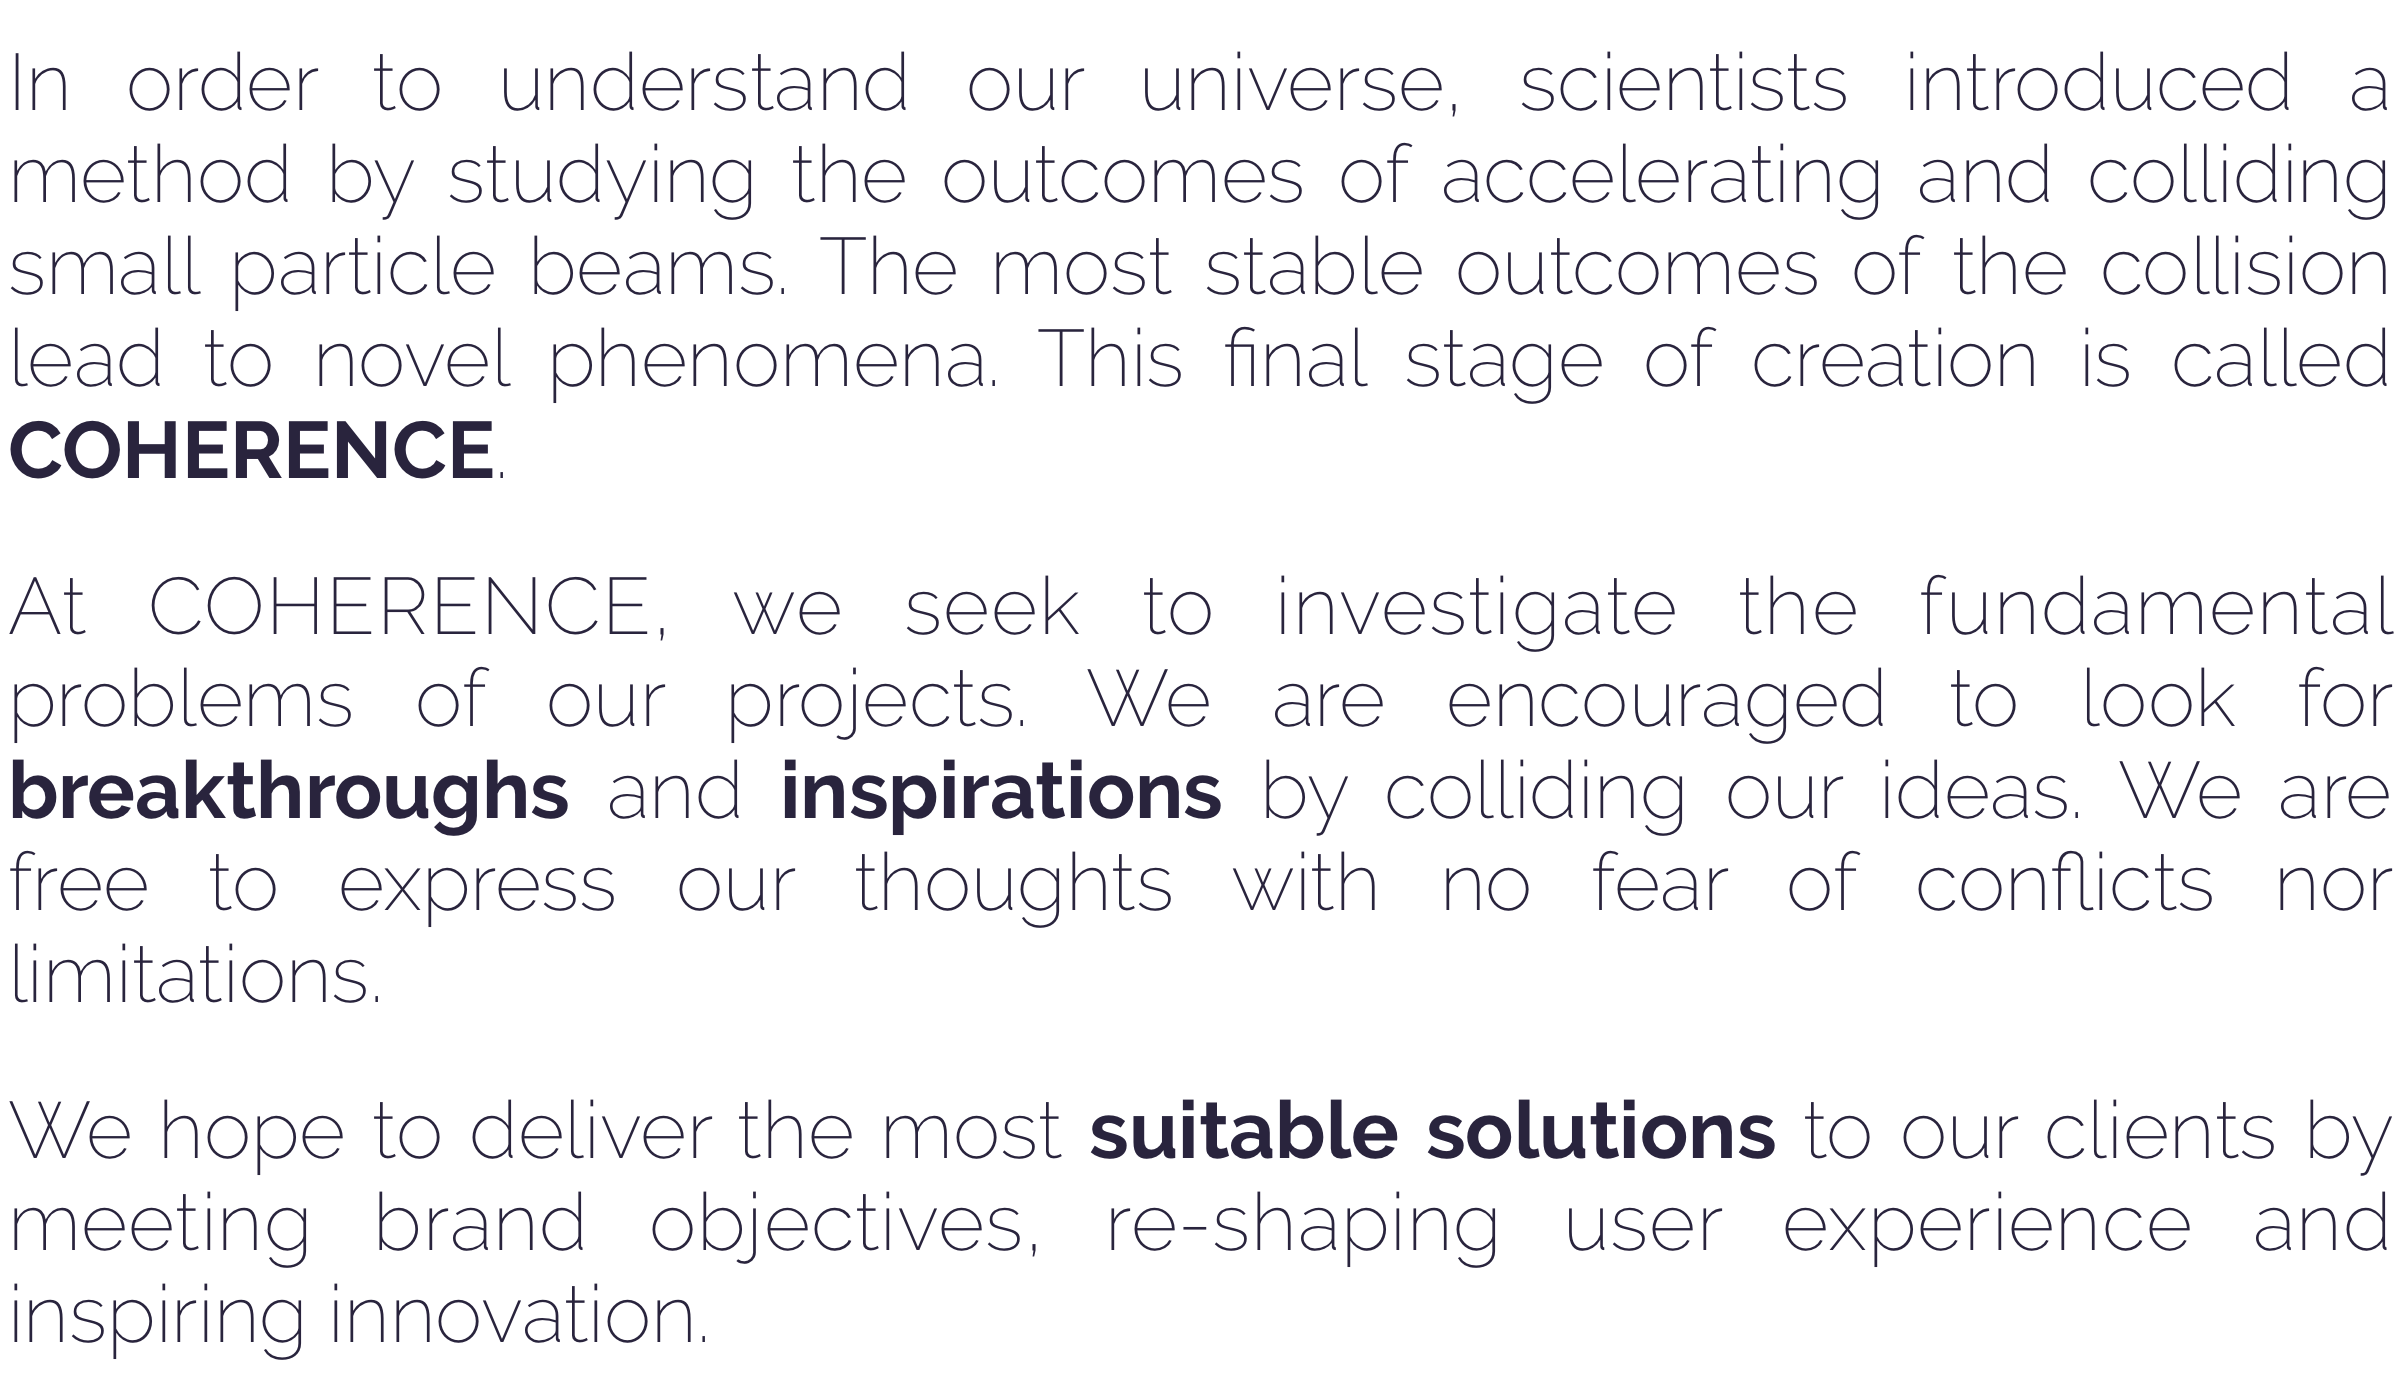 In order to understand our universe, scientists introduced a
method by studying the outcomes of accelerating and colliding
small particle beams. The most stable outcomes of the collision
lead to novel phenomena. This final stage of creation is called
COHERENCE.
At COHERENCE, we seek to investigate the fundamental
problems of our projects. We are encouraged to look for
breakthroughs and inspirations by colliding our ideas. We are
free to express our thoughts with no fear of conflicts nor
limitations.
We hope to deliver the most suitable solutions to our clients by
meeting brand objectives, re-shaping user experience and
inspiring innovation.